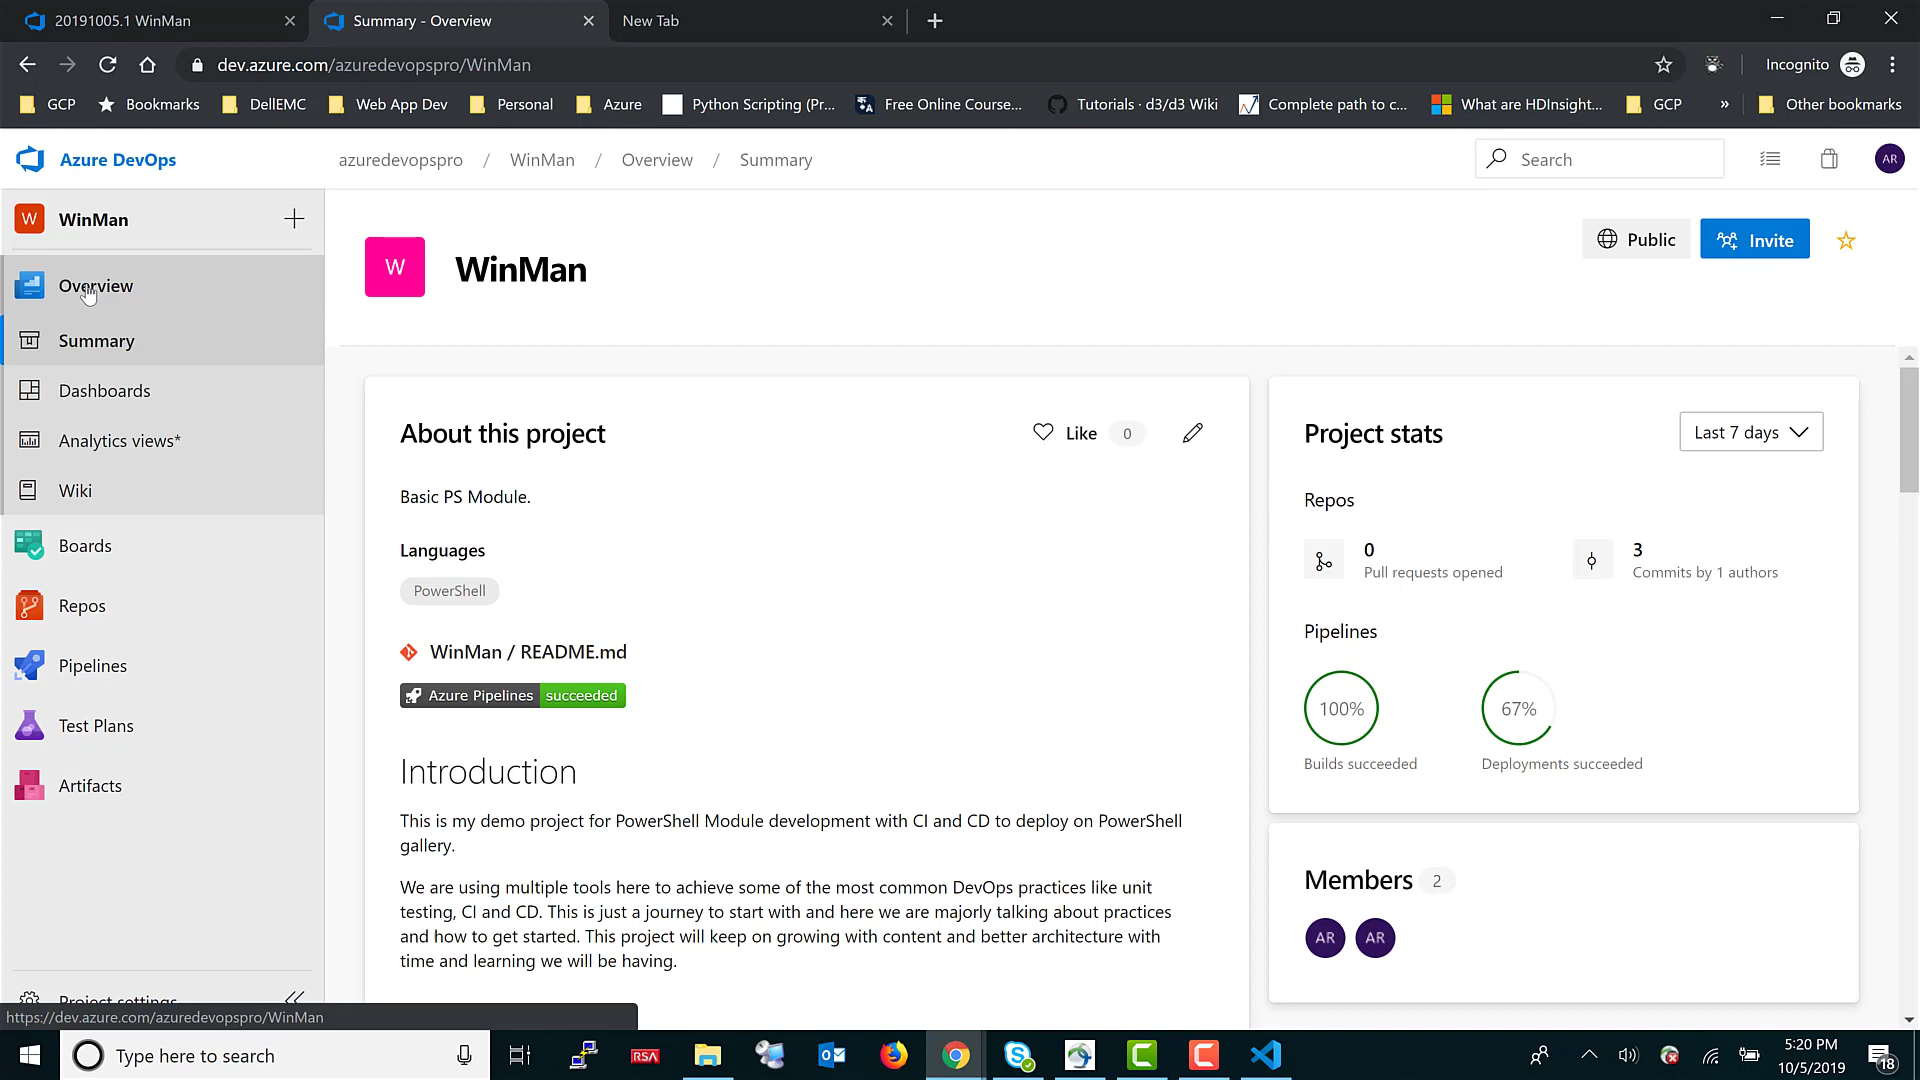 20191005.1 WinMan
Summary - Overview
New Tab
dev.azure.com/azuredevopspro/WinMan
Incognito
GCP
Bookmarks
DellEMC
Web App Dev
Personal
Azure
Python Scripting (Pr...
Free Online Course...
Tutorials · d3/d3 Wiki
Complete path to c...
What are HDInsight...
GCP
»
Other bookmarks
Azure DevOps
azuredevopspro / WinMan / Overview / Summary
Search
AR
W WinMan
Overview
Summary
Dashboards
Analytics views*
Wiki
Boards
Repos
Pipelines
Test Plans
Artifacts
Project settings
https://dev.azure.com/azuredevopspro/WinMan
W
WinMan
Public
Invite
About this project
Like 0
Basic PS Module.
Languages
PowerShell
WinMan / README.md
Azure Pipelines succeeded
Introduction
This is my demo project for PowerShell Module development with CI and CD to deploy on PowerShell
gallery.
We are using multiple tools here to achieve some of the most common DevOps practices like unit
testing, CI and CD. This is just a journey to start with and here we are majorly talking about practices
and how to get started. This project will keep on growing with content and better architecture with
time and learning we will be having.
Project stats
Last 7 days
Repos
0
Pull requests opened
3
Commits by 1 authors
Pipelines
100%
Builds succeeded
67%
Deployments succeeded
Members 2
AR AR
Type here to search
RSA
5:20 PM
10/5/2019
18